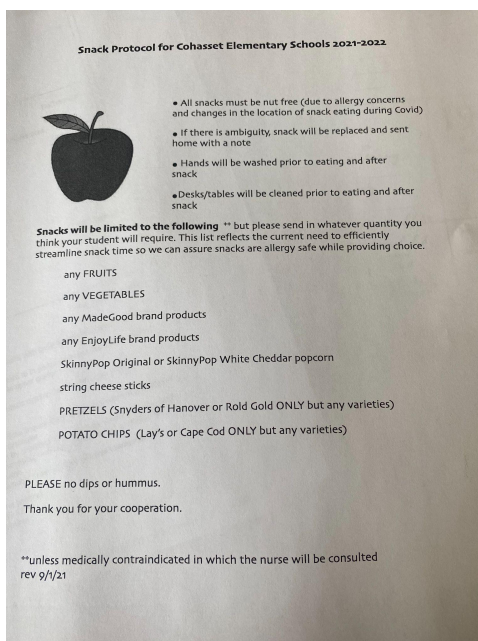 Snack Protocol for Cohasset Elementary Schools 2021-2022
• All snacks must be nut free (due to allergy concerns
and changes in the location of snack eating during Covid)
• If there is ambiguity, snack will be replaced and sent
home with a note
• Hands will be washed prior to eating and after
snack
•Desks/tables will be cleaned prior to eating and after
snack
Snacks will be limited to the following ** but please send in whatever quantity you
think your student will require. This list reflects the current need to efficiently
streamline snack time so we can assure snacks are allergy safe while providing choice.
any FRUITS
any VEGETABLES
any MadeGood brand products
any EnjoyLife brand products
SkinnyPop Original or SkinnyPop White Cheddar popcorn
string cheese sticks
PRETZELS (Snyders of Hanover or Rold Gold ONLY but any varieties)
POTATO CHIPS (Lay's or Cape Cod ONLY but any varieties)
PLEASE no dips or hummus.
Thank you for your cooperation.
**unless medically contraindicated in which the nurse will be consulted
rev 9/1/21